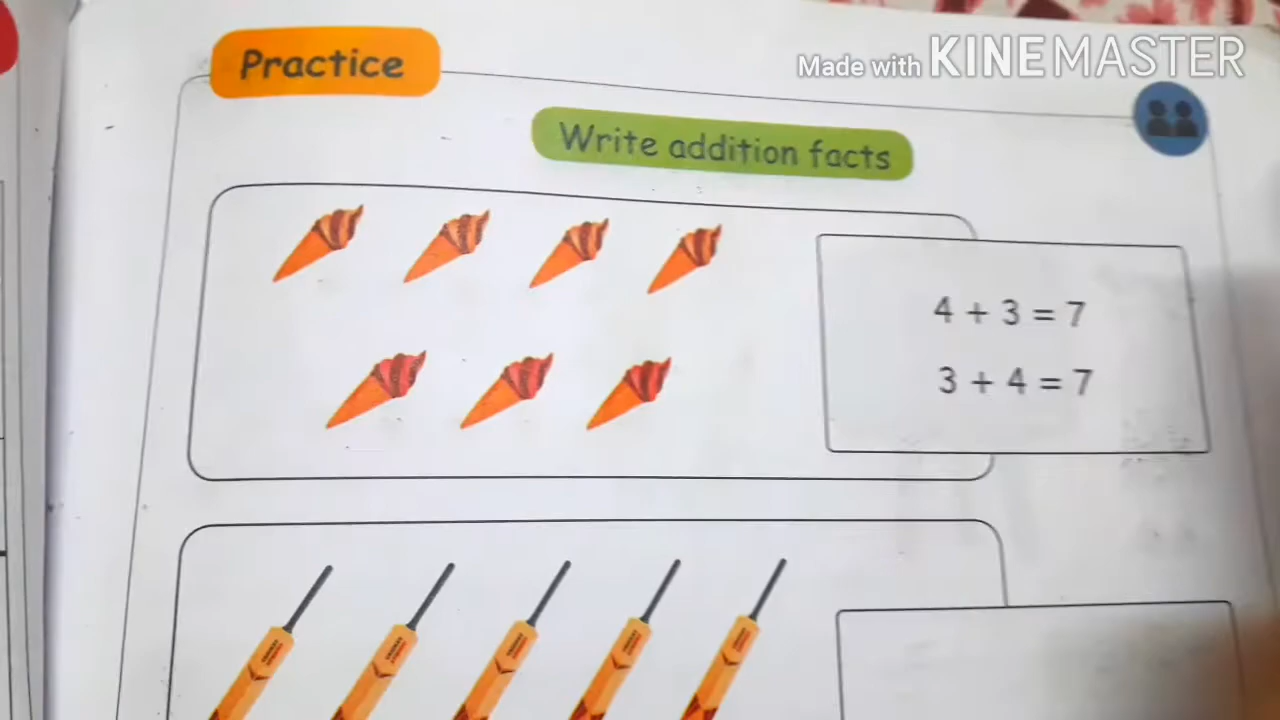 Made with KINEMASTER
Practice
Write addition facts
4 + 3 = 7
3 + 4 = 7